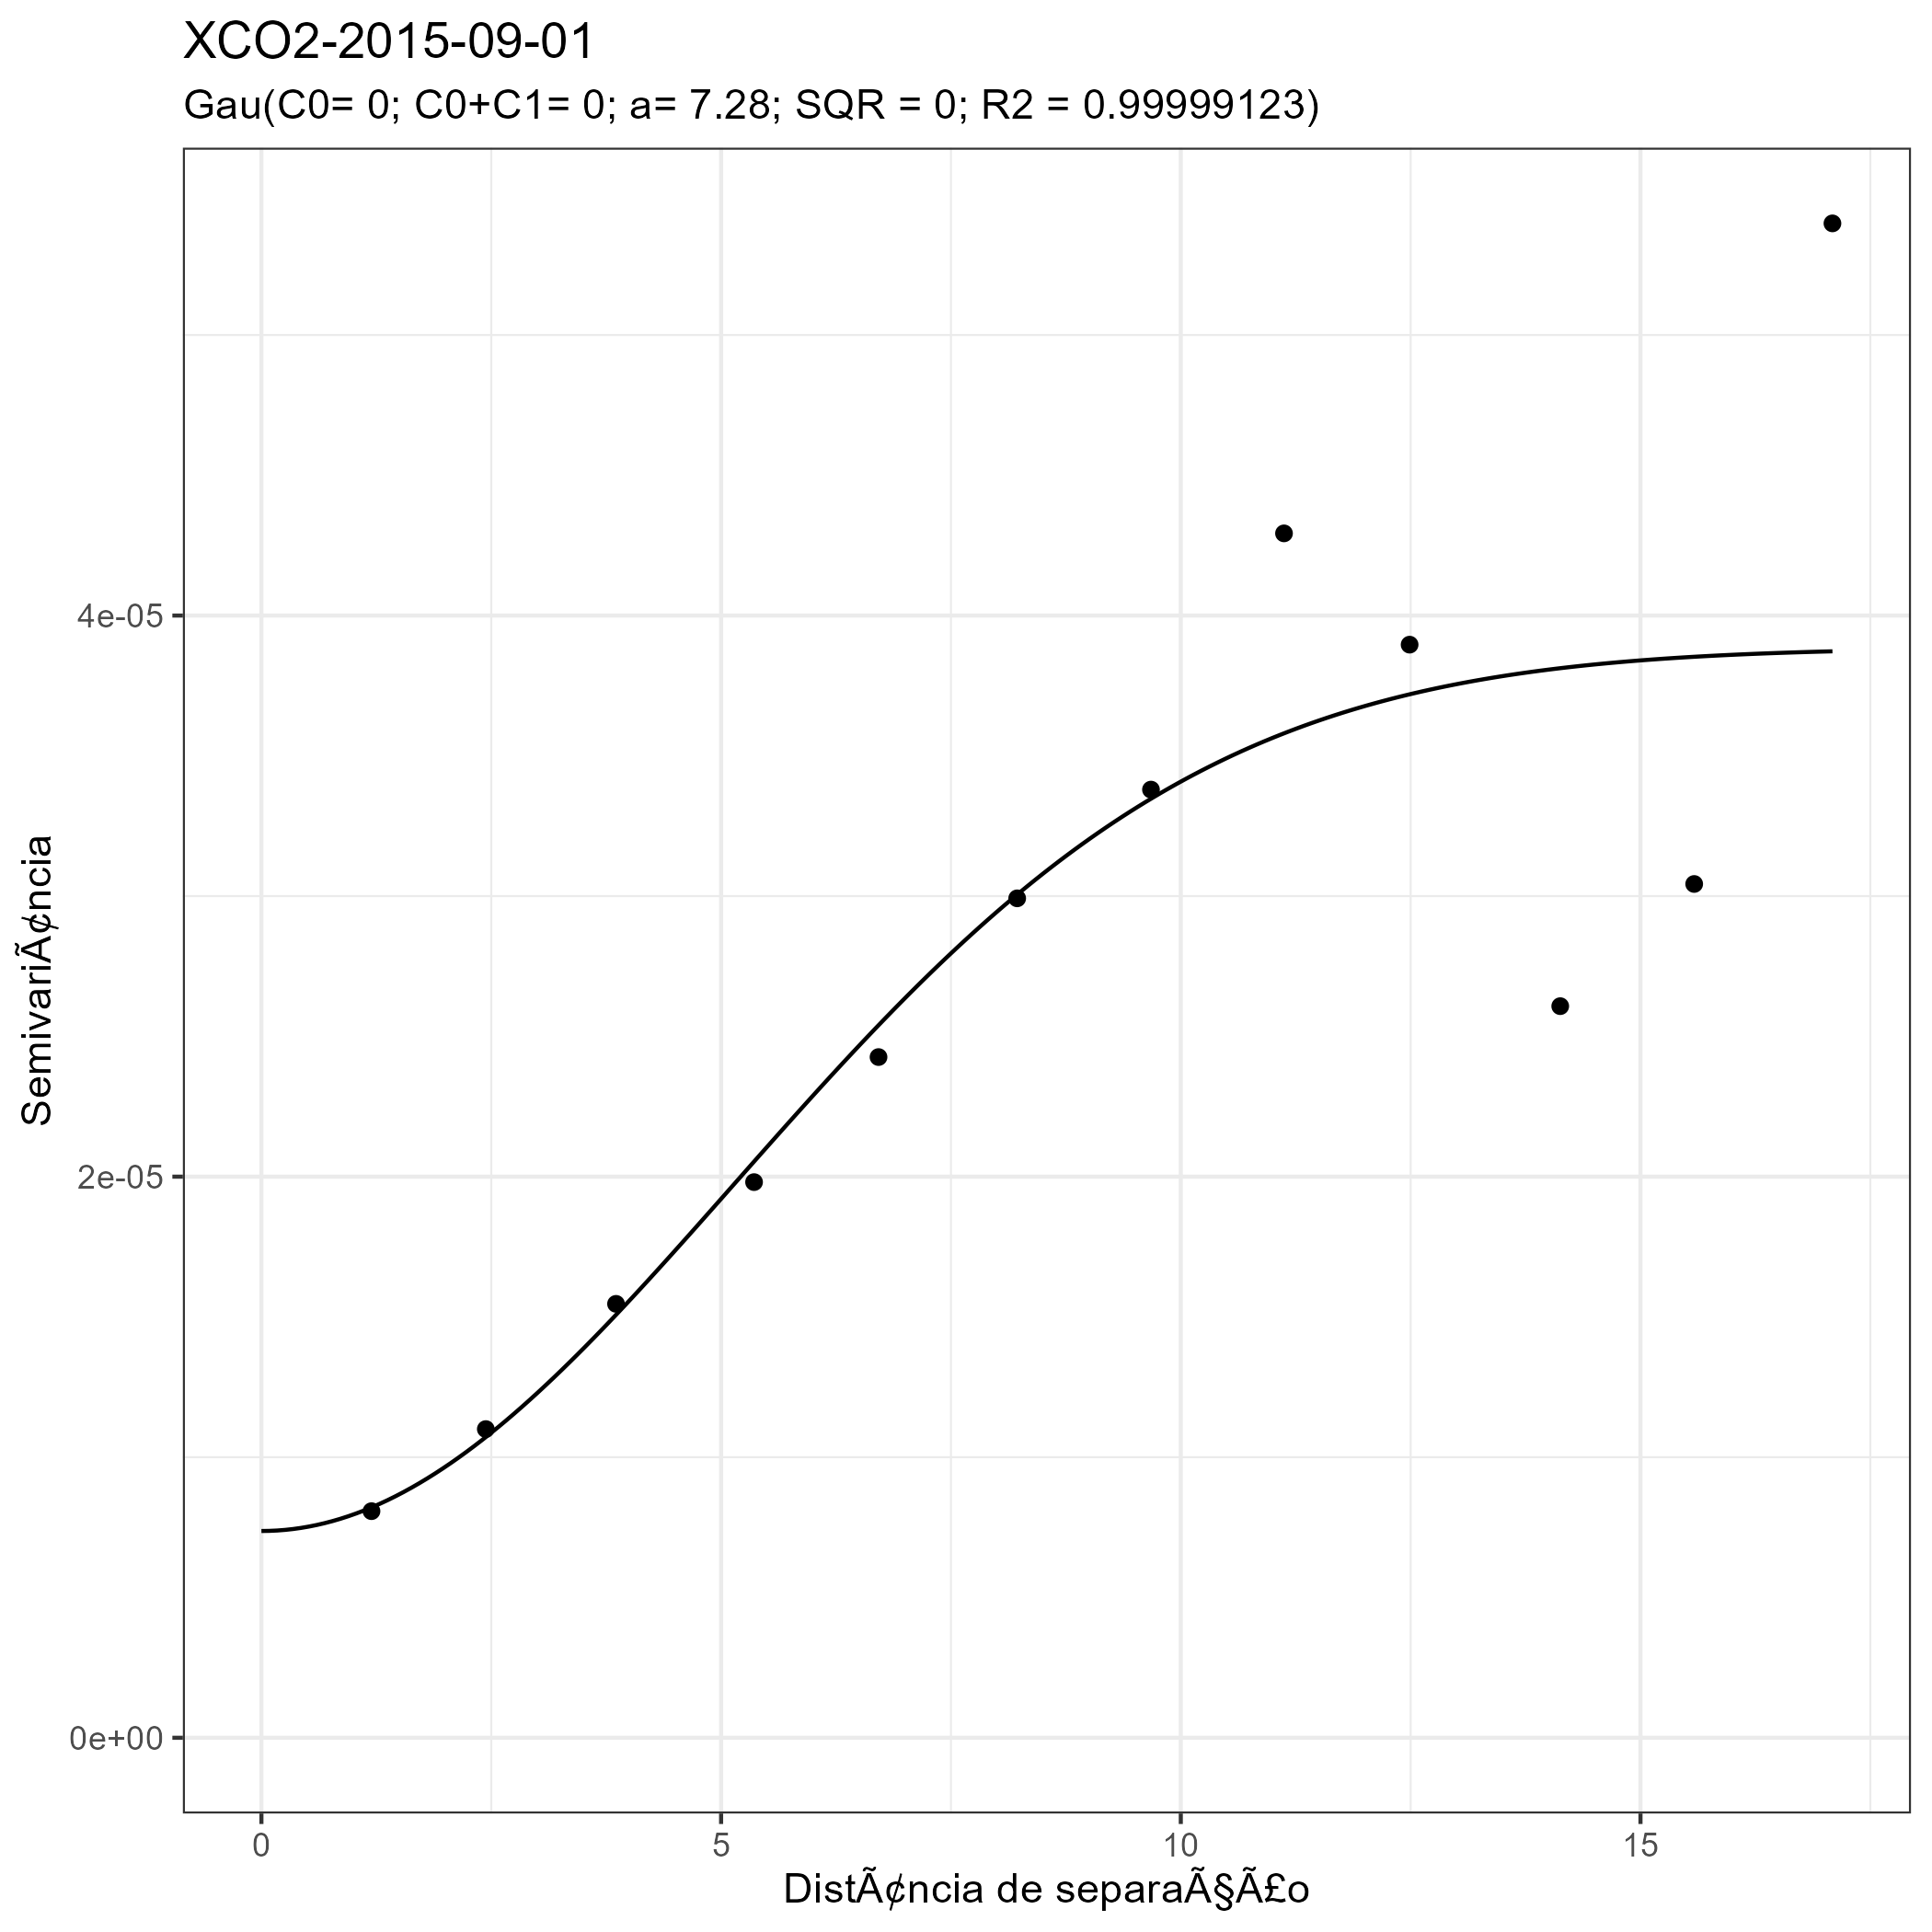 XCO2-2015-09-01
Gau(C0= 0; C0+C1= 0; a= 7.28; SQR = 0; R2 = 0.99999123)
SemivariÃ¢ncia
4e-05
2e-05
0e+00
0
5
10
15
DistÃ¢ncia de separaÃ§Ã£o